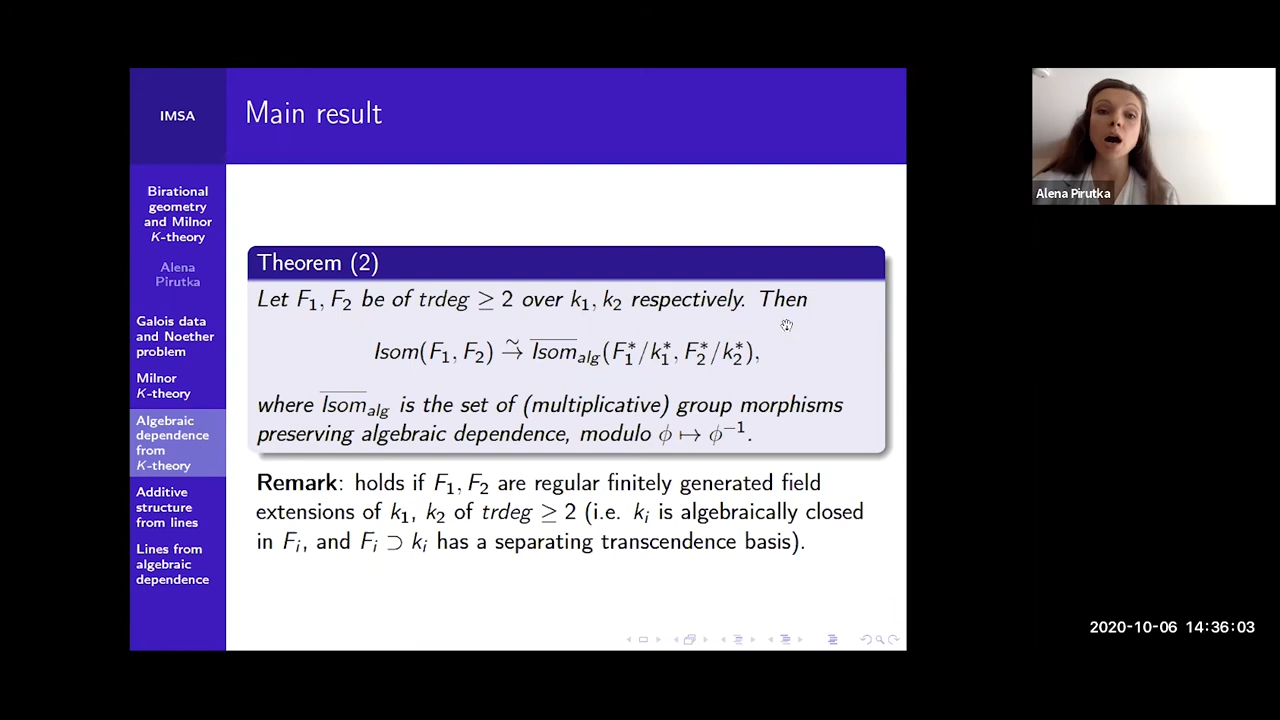 IMSA
Main result
Birational
geometry
and Milnor
K-theory
Alena
Pirutka
Galois data
and Noether
problem
Milnor
K-theory
Algebraic
dependence
from
K-theory
Additive
structure
from lines
Lines from
algebraic
dependence
Theorem (2)
Let F₁, F₂ be of trdeg ≥ 2 over k₁, k₂ respectively. Then
Isom(F₁, F₂) →̃ I̅s̅o̅m̅_alg(F₁*/k₁*, F₂*/k₂*),
where I̅s̅o̅m̅_alg is the set of (multiplicative) group morphisms
preserving algebraic dependence, modulo ϕ ↦ ϕ⁻¹.
Remark: holds if F₁, F₂ are regular finitely generated field
extensions of k₁, k₂ of trdeg ≥ 2 (i.e. kᵢ is algebraically closed
in Fᵢ, and Fᵢ ⊃ kᵢ has a separating transcendence basis).
Alena Pirutka
2020-10-06 14:36:03